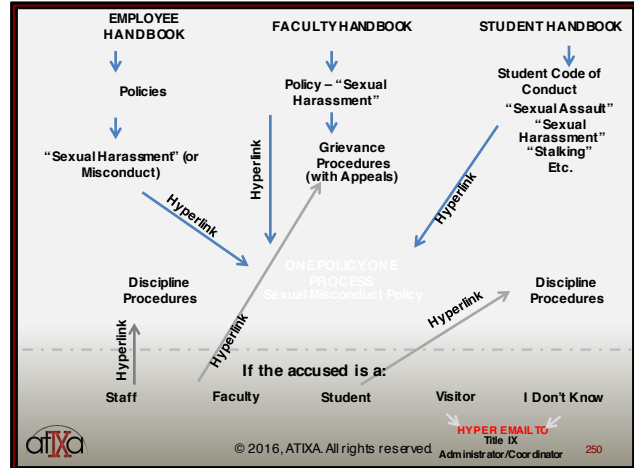 EMPLOYEE
HANDBOOK
FACULTY HANDBOOK
STUDENT HANDBOOK
Policies
Policy – “Sexual
Harassment”
Student Code of
Conduct
“Sexual Assault”
“Sexual
Harassment”
“Stalking”
Etc.
“Sexual Harassment” (or
Misconduct)
Grievance
Procedures
(with Appeals)
Hyperlink
Hyperlink
Hyperlink
ONE POLICY, ONE
PROCESS
Sexual Misconduct Policy
Discipline
Procedures
Discipline
Procedures
Hyperlink
Hyperlink
Hyperlink
If the accused is a:
Staff
Faculty
Student
Visitor
I Don’t Know
HYPER EMAIL TO
Title IX
Administrator/Coordinator
atIXa
© 2016, ATIXA. All rights reserved.
250